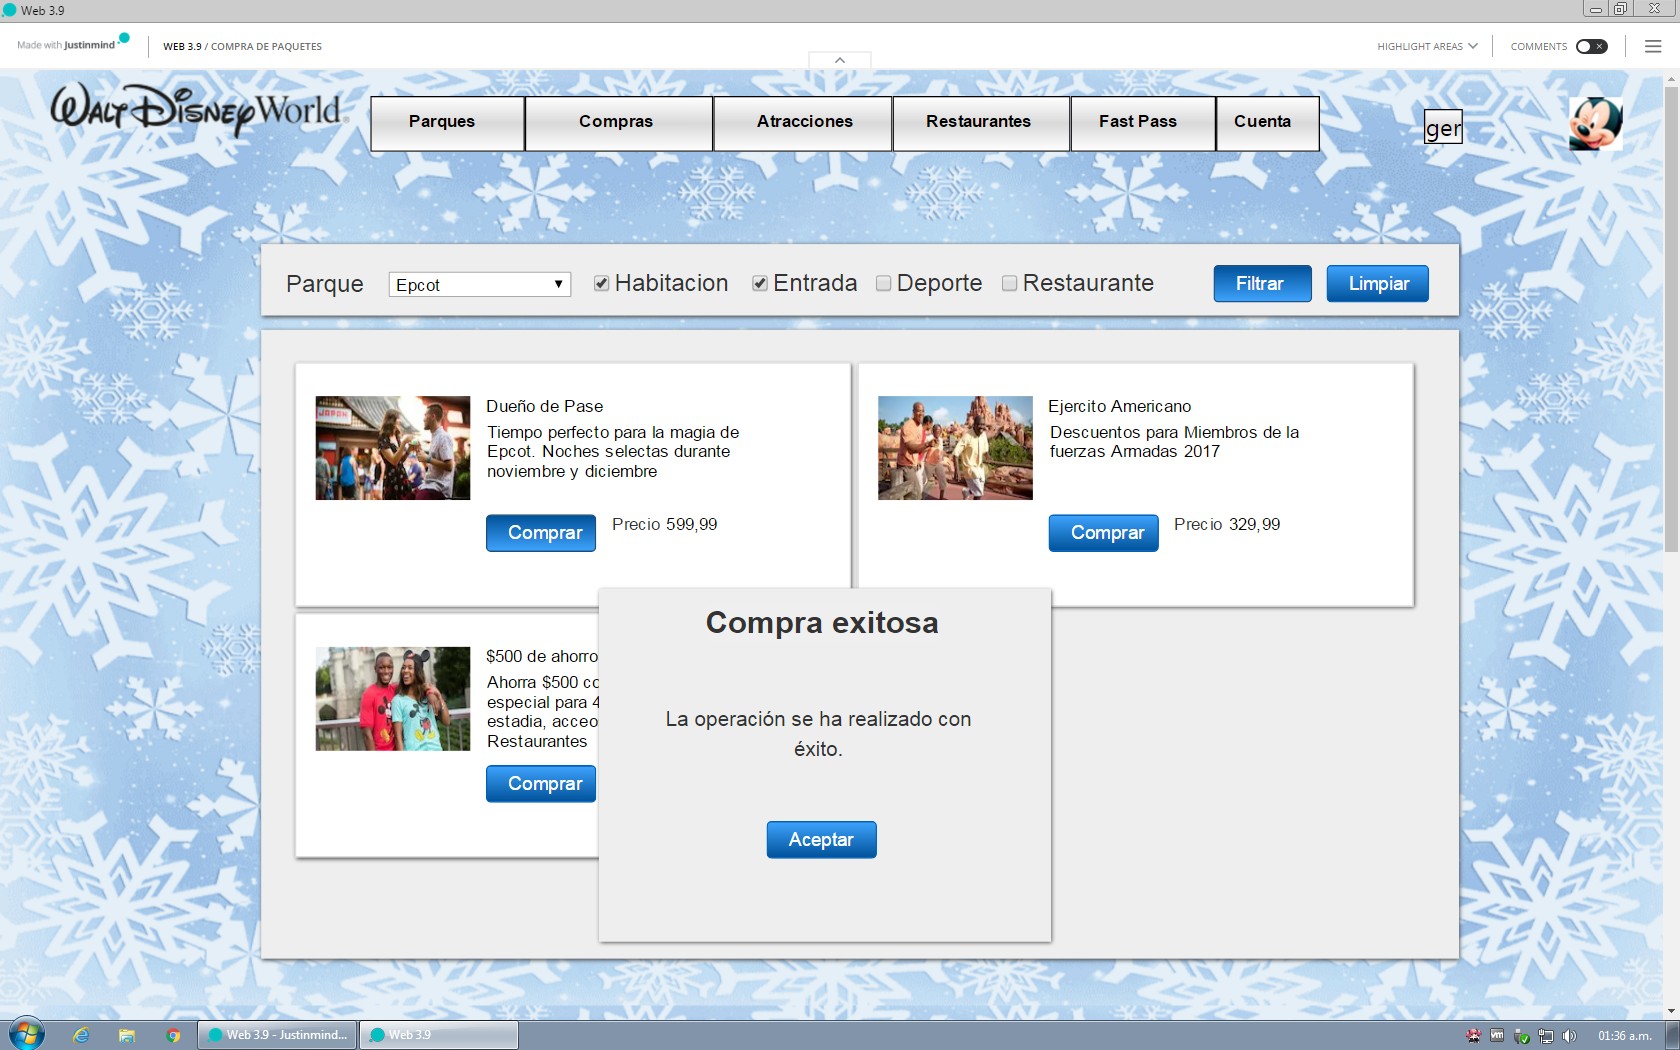 Web 3.9
Made with Justinmind
WEB 3.9 / COMPRA DE PAQUETES
HIGHLIGHT AREAS
COMMENTS
Walt Disney World
Parques
Compras
Atracciones
Restaurantes
Fast Pass
Cuenta
ger
Parque
Epcot
Habitacion
Entrada
Deporte
Restaurante
Filtrar
Limpiar
JAPAN
Dueño de Pase
Tiempo perfecto para la magia de
Epcot. Noches selectas durante
noviembre y diciembre
Comprar
Precio 599,99
Ejercito Americano
Descuentos para Miembros de la
fuerzas Armadas 2017
Comprar
Precio 329,99
$500 de ahorro
Ahorra $500 co
especial para 4
estadia, acceo
Restaurantes
Comprar
Compra exitosa
La operación se ha realizado con
éxito.
Aceptar
Web 3.9 - Justinmind...
Web 3.9
vm
01:36 a.m.